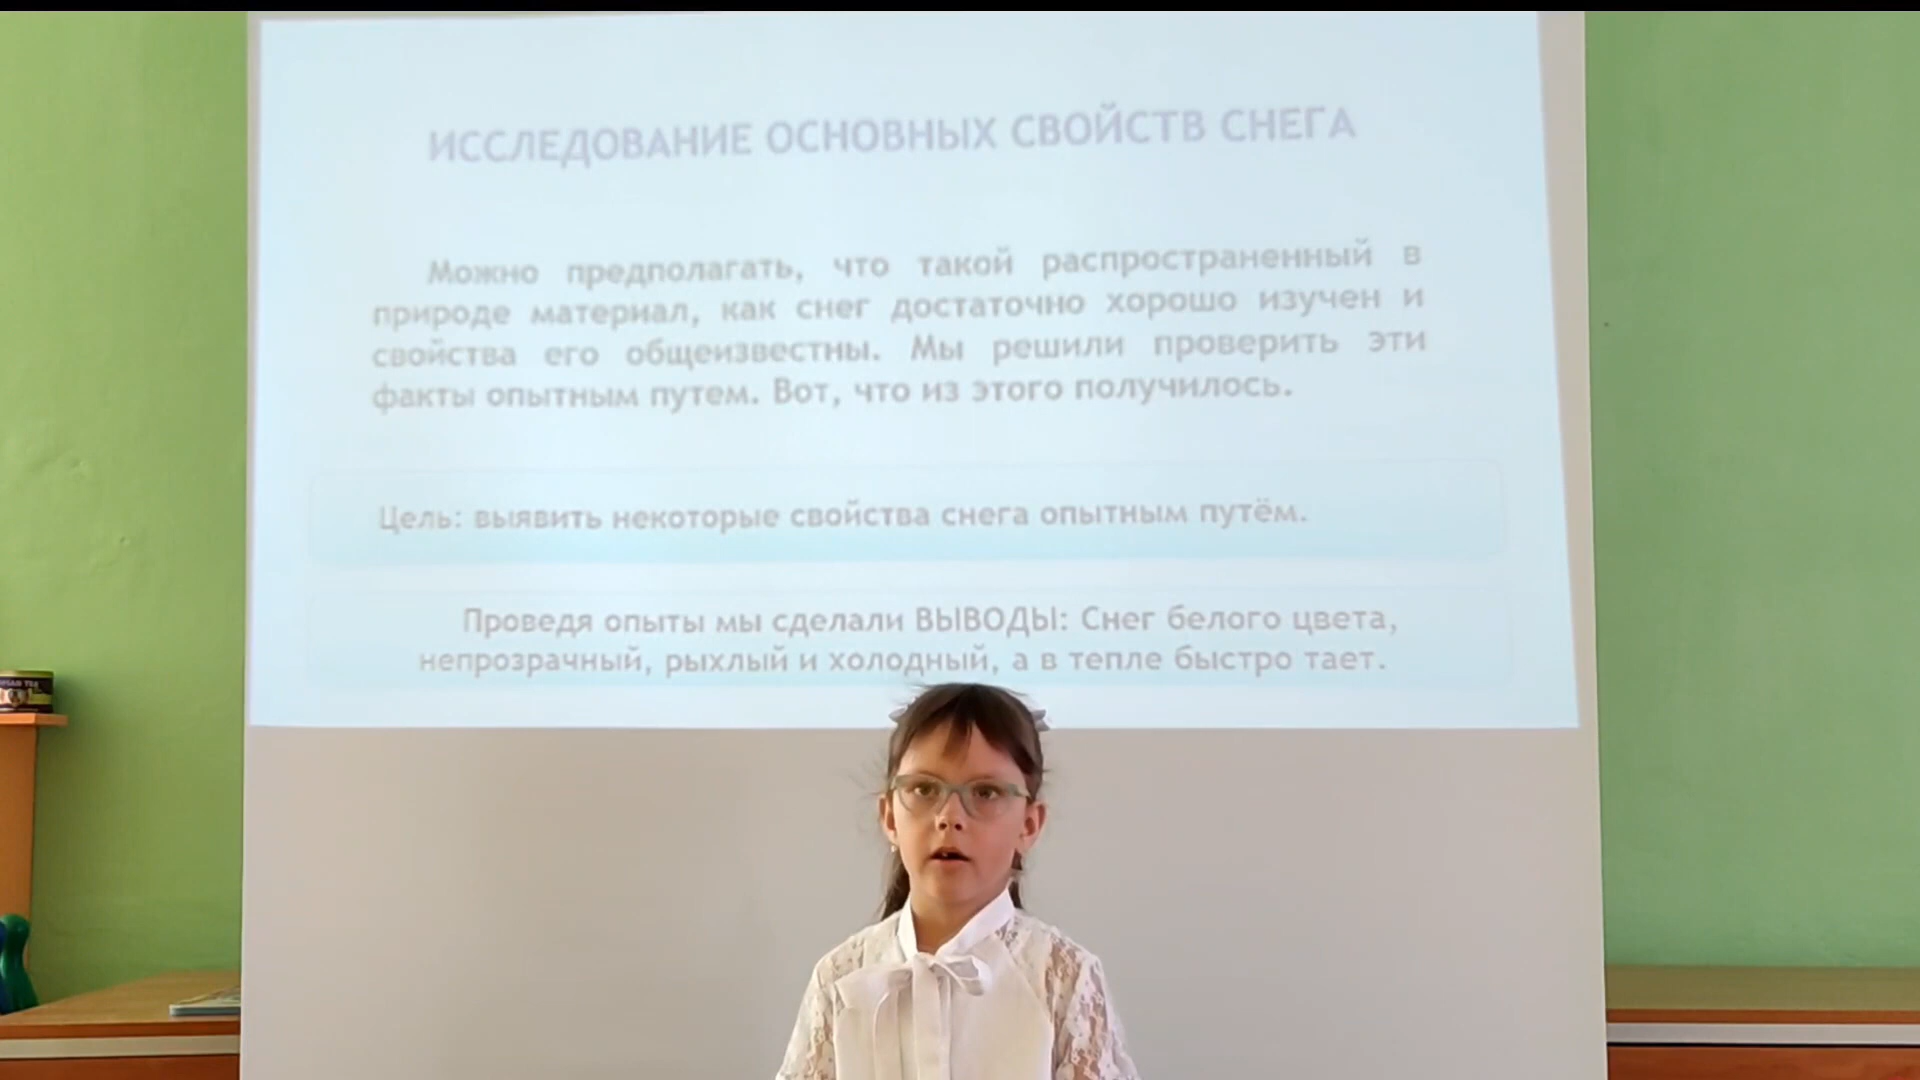 ИССЛЕДОВАНИЕ ОСНОВНЫХ СВОЙСТВ СНЕГА
Можно предполагать, что такой распространенный в
природе материал, как снег достаточно хорошо изучен и
свойства его общеизвестны. Мы решили проверить эти
факты опытным путем. Вот, что из этого получилось.
Цель: выявить некоторые свойства снега опытным путём.
Проведя опыты мы сделали ВЫВОДЫ: Снег белого цвета,
непрозрачный, рыхлый и холодный, а в тепле быстро тает.